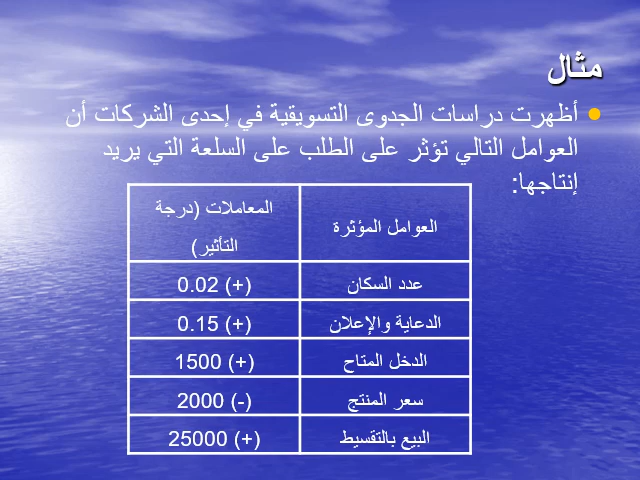 مثال
أظهرت دراسات الجدوى التسويقية في إحدى الشركات أن
العوامل التالي تؤثر على الطلب على السلعة التي يريد
إنتاجها:
العوامل المؤثرة
المعاملات (درجة
التأثير)
عدد السكان
(+) 0.02
الدعاية والإعلان
(+) 0.15
الدخل المتاح
(+) 1500
سعر المنتج
(-) 2000
البيع بالتقسيط
(+) 25000